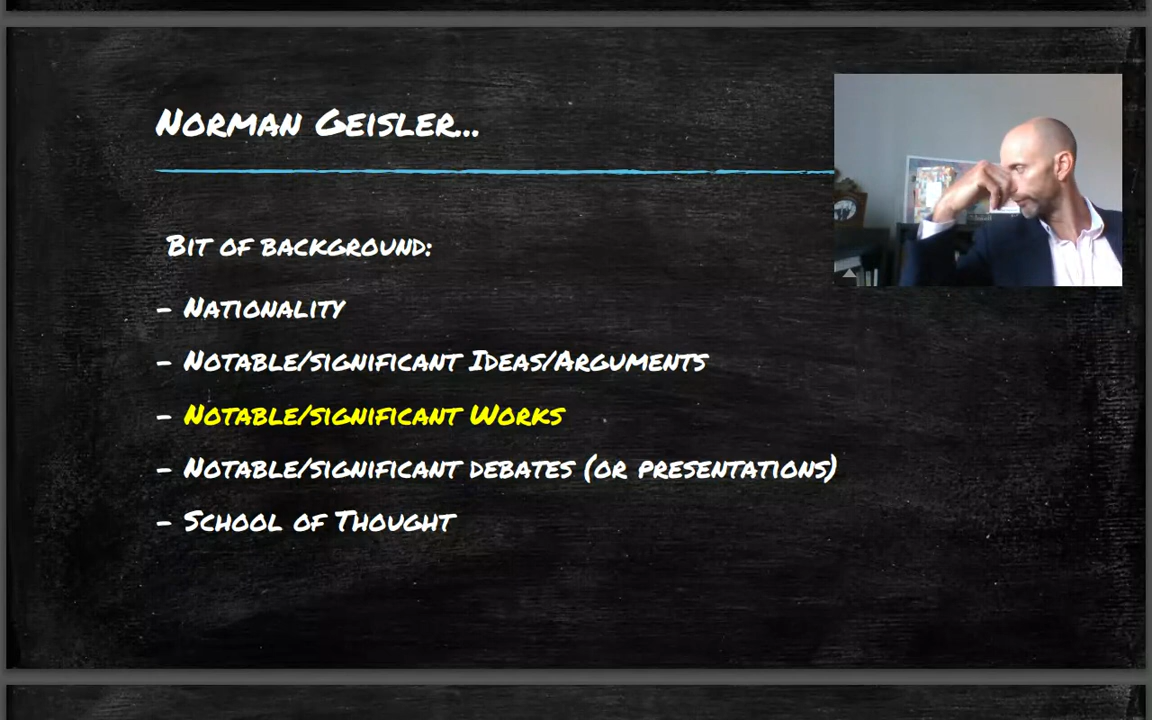 Norman Geisler...
Bit of background:
- Nationality
- Notable/significant Ideas/Arguments
- Notable/significant Works
- Notable/significant debates (or presentations)
- School of Thought